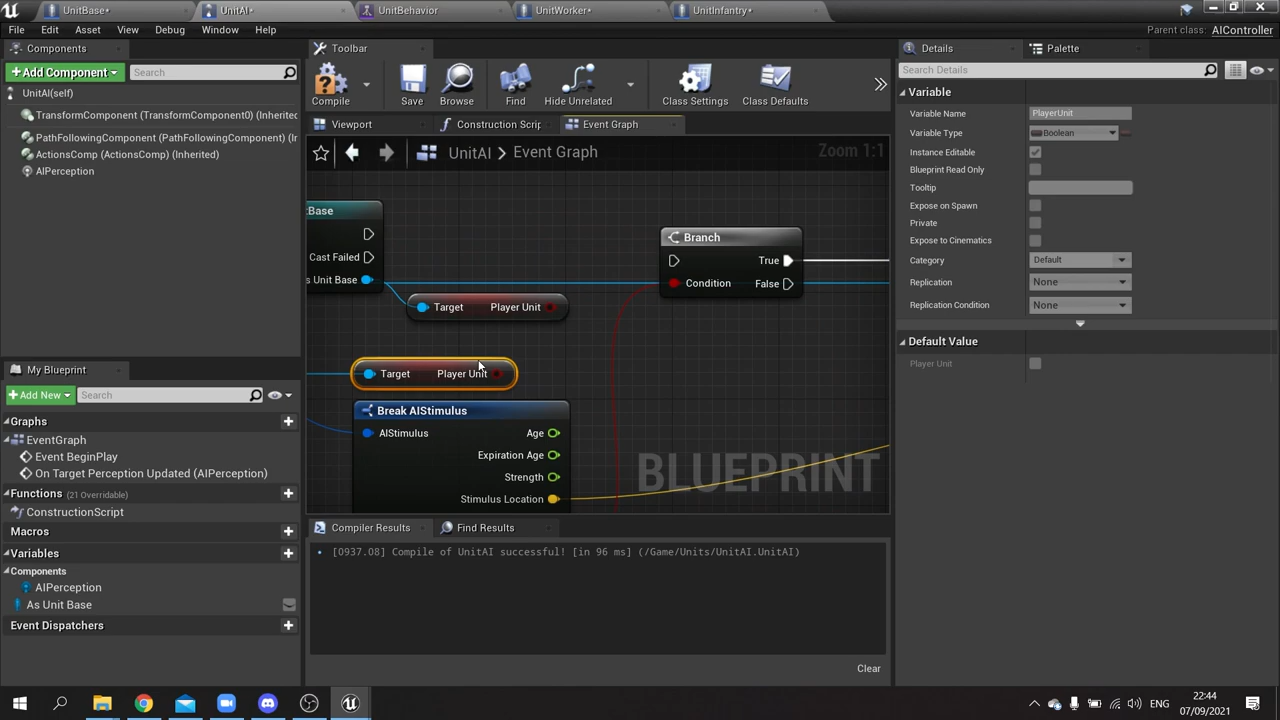 UnitBase*
UnitAI*
UnitBehavior
UnitWorker*
UnitInfantry*
File
Edit
Asset
View
Debug
Window
Help
Parent class:
AIController
Components
Toolbar
Details
Palette
Add Component
Search
Compile
Save
Browse
Find
Hide Unrelated
Class Settings
Class Defaults
Search Details
UnitAI(self)
TransformComponent (TransformComponent0) (Inherited
PathFollowingComponent (PathFollowingComponent) (In
ActionsComp (ActionsComp) (Inherited)
AIPerception
Viewport
Construction Scrip
Event Graph
UnitAI
Event Graph
Zoom 1:1
Base
Cast Failed
s Unit Base
Target
Player Unit
Branch
True
Condition
False
Target
Player Unit
Break AIStimulus
AIStimulus
Age
Expiration Age
Strength
Stimulus Location
BLUEPRINT
Variable
Variable Name
PlayerUnit
Variable Type
Boolean
Instance Editable
Blueprint Read Only
Tooltip
Expose on Spawn
Private
Expose to Cinematics
Category
Default
Replication
None
Replication Condition
None
Default Value
Player Unit
My Blueprint
Add New
Search
Graphs
EventGraph
Event BeginPlay
On Target Perception Updated (AIPerception)
Functions (21 Overridable)
ConstructionScript
Macros
Variables
Components
AIPerception
As Unit Base
Event Dispatchers
Compiler Results
Find Results
[0937.08] Compile of UnitAI successful! [in 96 ms] (/Game/Units/UnitAI.UnitAI)
Clear
ENG
22:44
07/09/2021